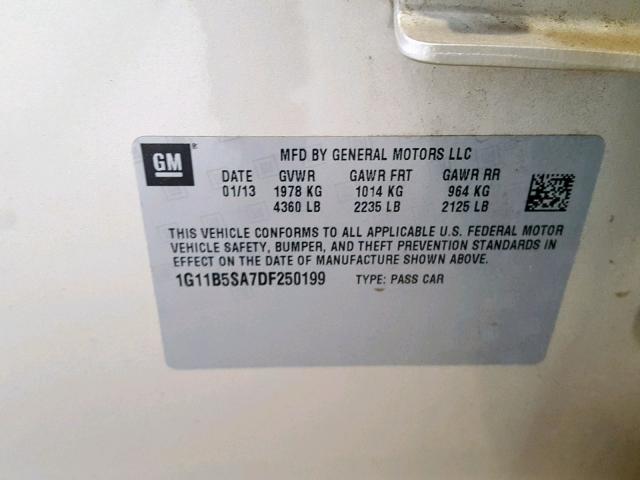 GM
MFD BY GENERAL MOTORS LLC
DATE GVWR GAWR FRT GAWR RR
01/13 1978 KG 1014 KG 964 KG
4360 LB 2235 LB 2125 LB
THIS VEHICLE CONFORMS TO ALL APPLICABLE U.S. FEDERAL MOTOR
VEHICLE SAFETY, BUMPER, AND THEFT PREVENTION STANDARDS IN
EFFECT ON THE DATE OF MANUFACTURE SHOWN ABOVE.
1G11B5SA7DF250199 TYPE: PASS CAR